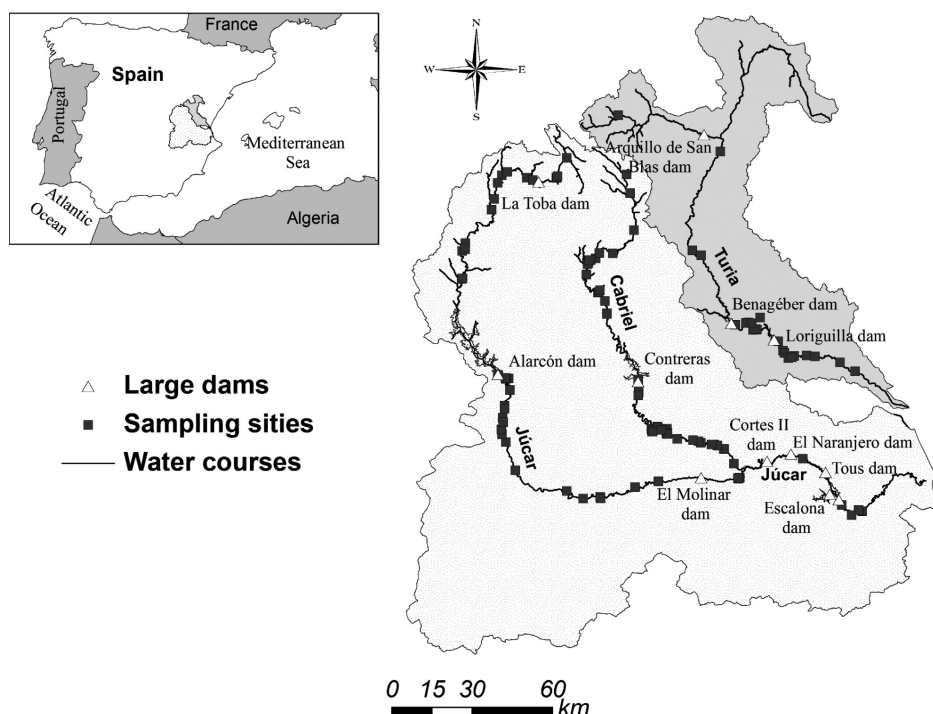 France
Spain
Portugal
Mediterranean
Sea
Atlantic
Ocean
Algeria
N
W
E
S
Arquillo de San
Blas dam
La Toba dam
Turia
Cabriel
Benagéber dam
Loriguilla dam
Alarcón dam
Contreras
dam
Large dams
Sampling sities
Water courses
Júcar
Cortes II
dam
El Naranjero dam
Júcar
Tous dam
El Molinar
dam
Escalona
dam
0 15 30 60
km